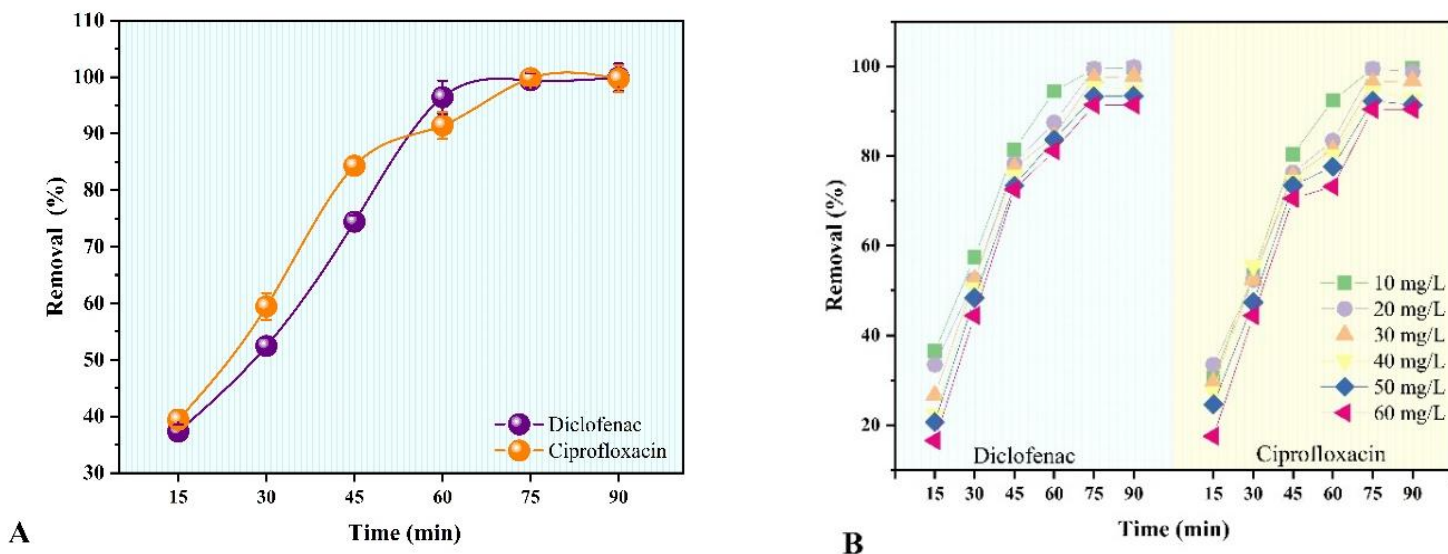 110
100
90
80
70
60
50
40
30
Removal (%)
Diclofenac
Ciprofloxacin
15 30 45 60 75 90
Time (min)
A
100
80
60
40
20
Removal (%)
10 mg/L
20 mg/L
30 mg/L
40 mg/L
50 mg/L
60 mg/L
Diclofenac Ciprofloxacin
15 30 45 60 75 90 15 30 45 60 75 90
Time (min)
B